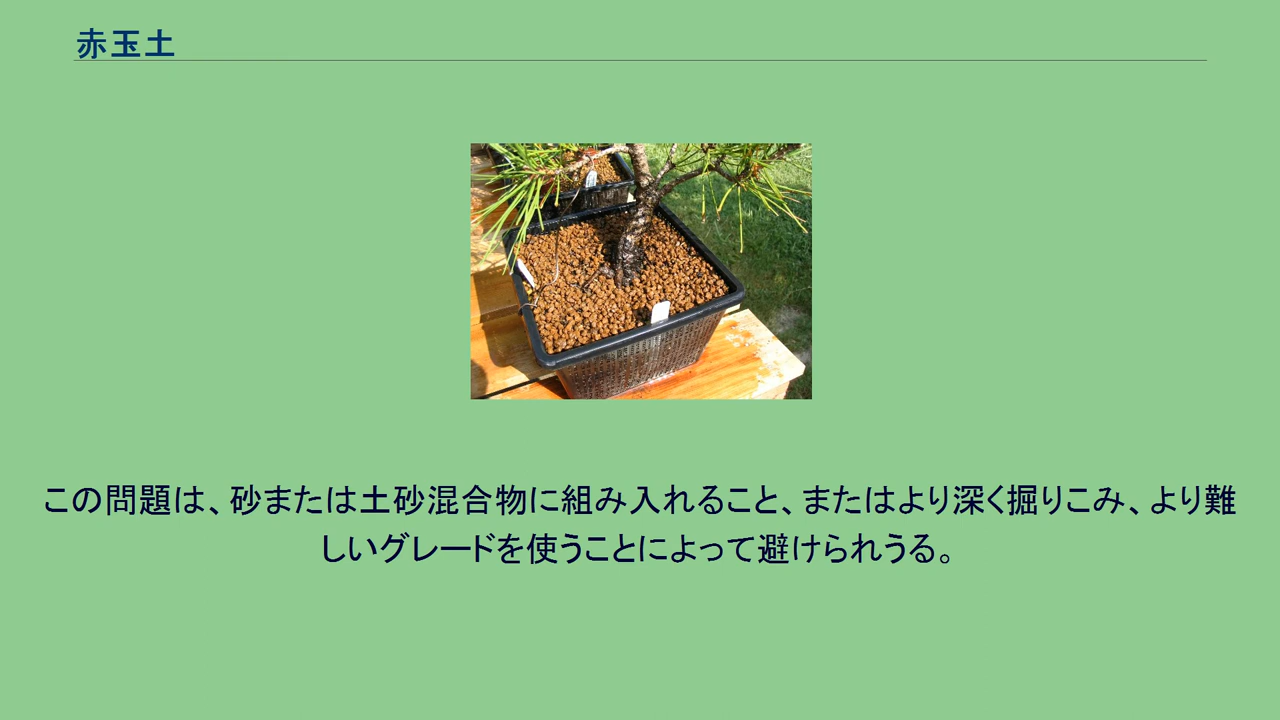 赤玉土
この問題は、砂または土砂混合物に組み入れること、またはより深く掘りこみ、より難
しいグレードを使うことによって避けられうる。